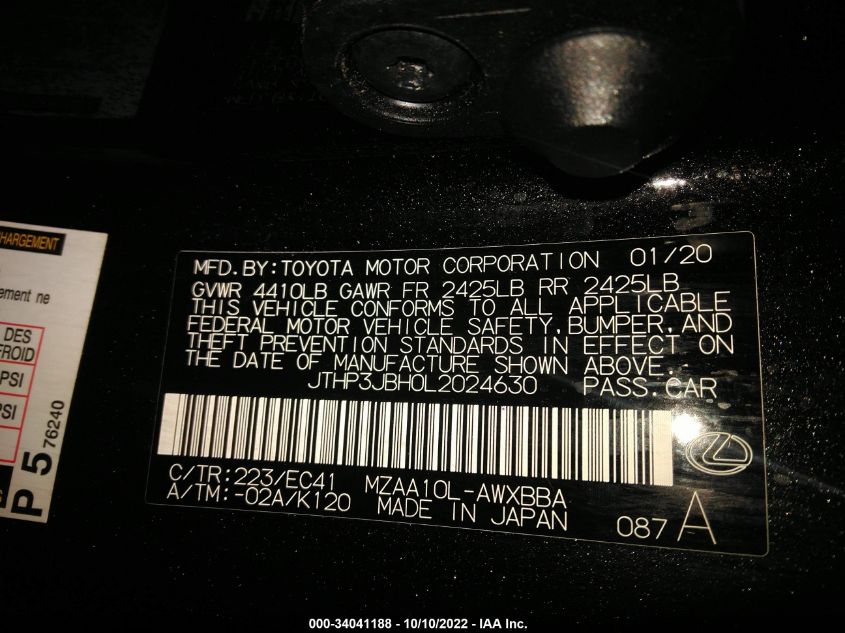 HARGEMENT
ement ne
DES
FROID
PSI
PSI
P 5 76240
MFD.BY:TOYOTA MOTOR CORPORATION 01/20
GVWR 4410LB GAWR FR 2425LB RR 2425LB
THIS VEHICLE CONFORMS TO ALL APPLICABLE
FEDERAL MOTOR VEHICLE SAFETY,BUMPER,AND
THEFT PREVENTION STANDARDS IN EFFECT ON
THE DATE OF MANUFACTURE SHOWN ABOVE.
JTHP3JBH0L2024630 PASS.CAR
C/TR:223/EC41 MZAA10L-AWXBBA
A/TM:-02A/K120 MADE IN JAPAN 087 A
000-34041188 - 10/10/2022 - IAA Inc.